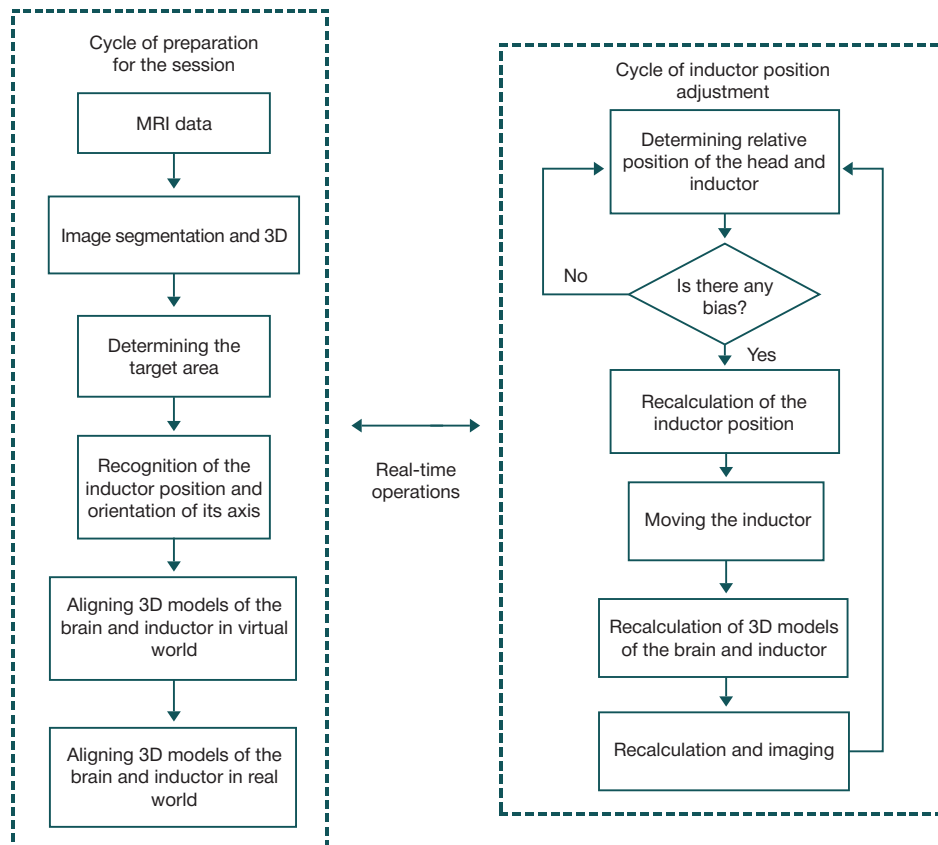 Cycle of preparation
for the session
MRI data
Image segmentation and 3D
Determining the
target area
Recognition of the
inductor position and
orientation of its axis
Aligning 3D models of the
brain and inductor in virtual
world
Aligning 3D models of the
brain and inductor in real
world
Real-time
operations
Cycle of inductor position
adjustment
Determining relative
position of the head and
inductor
Is there any
bias?
No
Yes
Recalculation of the
inductor position
Moving the inductor
Recalculation of 3D models
of the brain and inductor
Recalculation and imaging